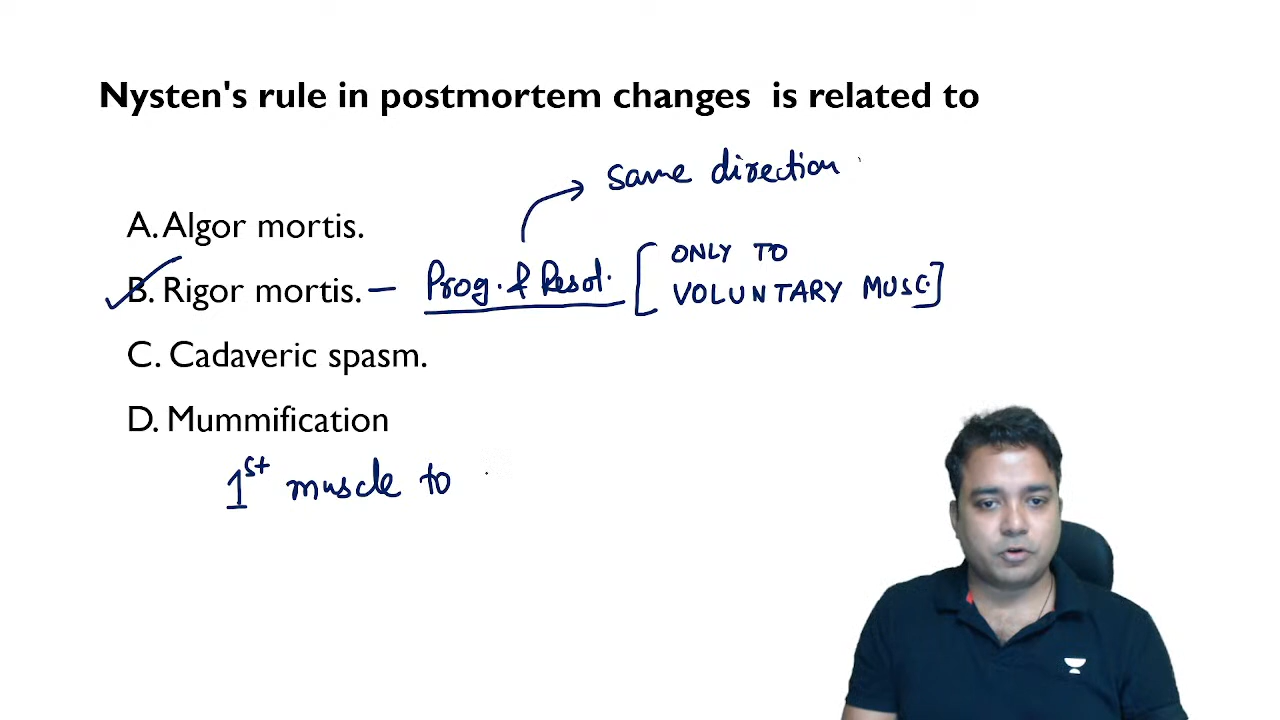 Nysten's rule in postmortem changes is related to
same direction
A. Algor mortis.
ONLY TO
B. Rigor mortis. — Prog. & Resol. [ VOLUNTARY MUSC. ]
C. Cadaveric spasm.
D. Mummification
1st muscle to